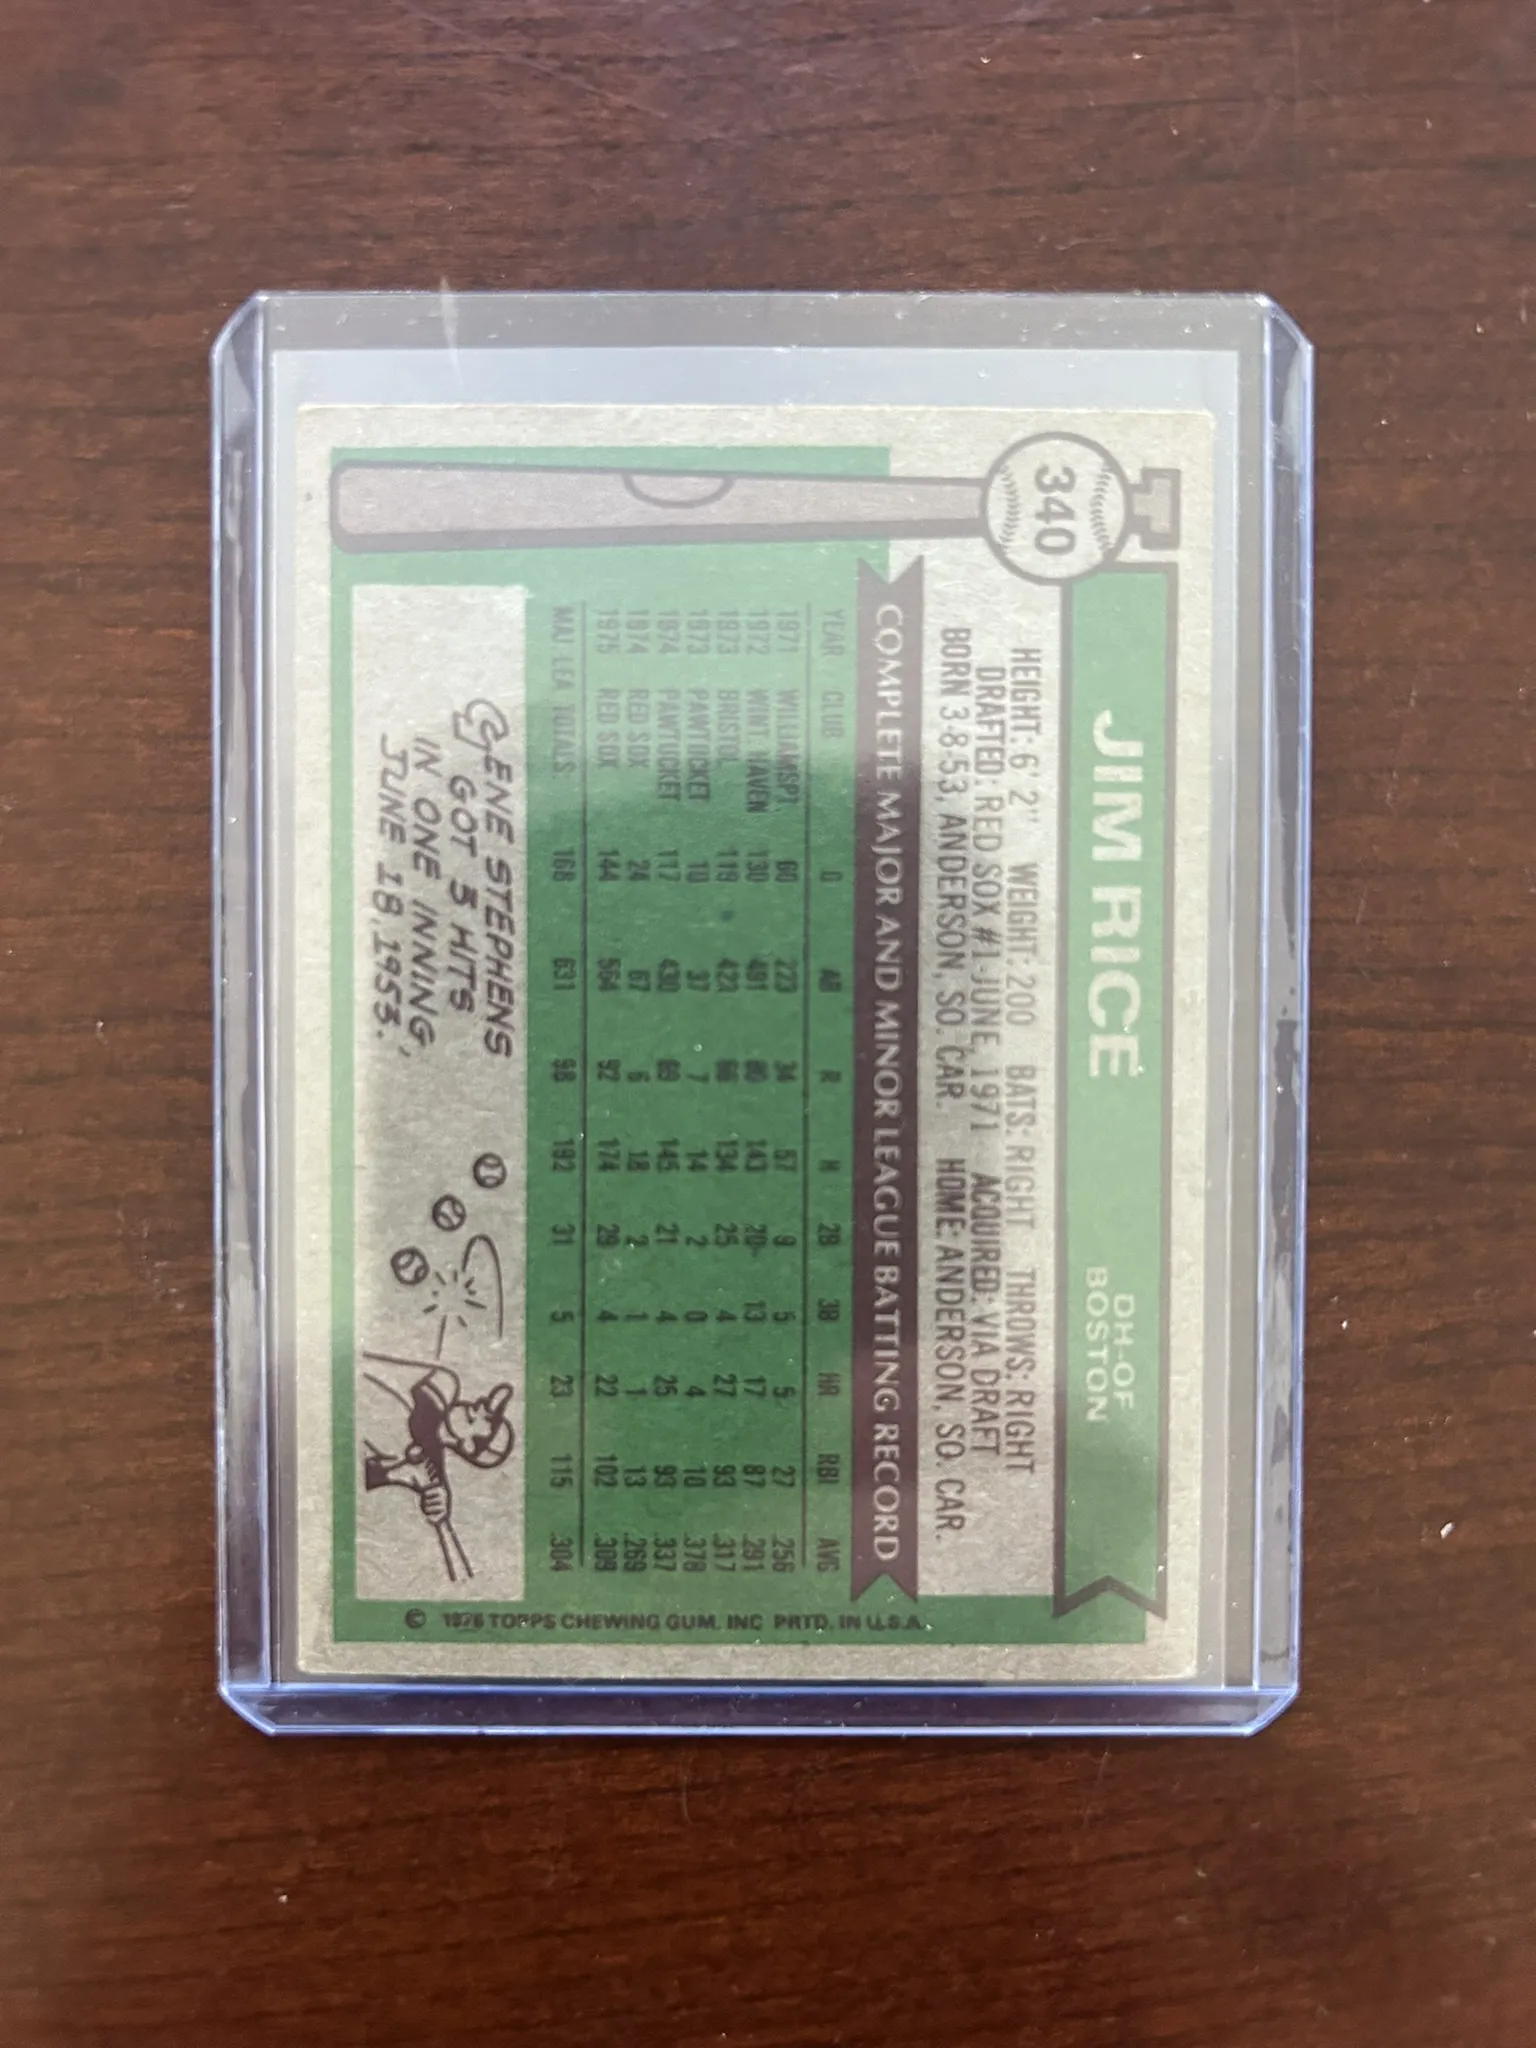 340
JIM RICE
DH-OF
BOSTON
HEIGHT: 6' 2" WEIGHT: 200 BATS: RIGHT THROWS: RIGHT
DRAFTED: RED SOX #1-JUNE, 1971 ACQUIRED: VIA DRAFT
BORN 3-8-53, ANDERSON, SO. CAR. HOME: ANDERSON, SO. CAR.
COMPLETE MAJOR AND MINOR LEAGUE BATTING RECORD
YEAR CLUB G AB R H 2B 3B HR RBI AVG
1971 WILLIAMSPT. 60 223 34 57 9 5 5 27 .256
1972 WINT. HAVEN 130 491 80 143 20 13 17 87 .291
1973 BRISTOL 119 423 66 134 25 4 27 93 .317
1973 PAWTUCKET 10 37 7 14 2 0 4 10 .378
1974 PAWTUCKET 117 430 69 145 21 4 25 93 .337
1974 RED SOX 24 67 6 18 2 1 1 13 .269
1975 RED SOX 144 564 92 174 29 4 22 102 .309
MAJ. LEA. TOTALS 168 631 98 192 31 5 23 115 .304
GENE STEPHENS
GOT 3 HITS
IN ONE INNING,
JUNE 18, 1953.
© 1976 TOPPS CHEWING GUM, INC. PRTD. IN U.S.A.